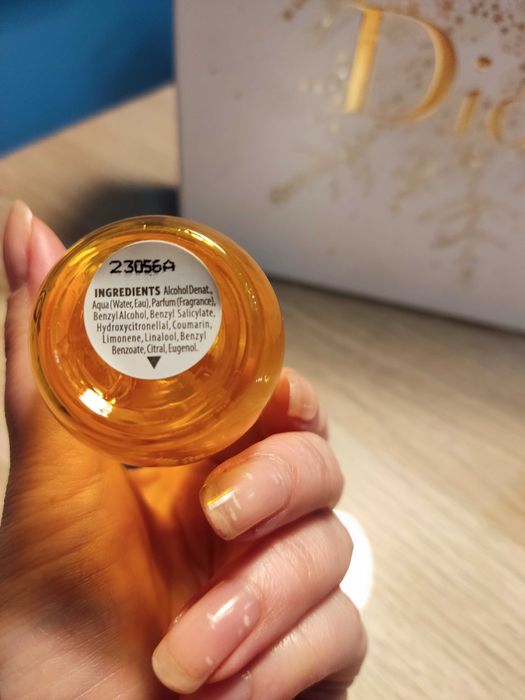 Dio
23056A
INGREDIENTS Alcohol Denat.,
Aqua (Water, Eau), Parfum (Fragrance),
Benzyl Alcohol, Benzyl Salicylate,
Hydroxycitronellal, Coumarin,
Limonene, Linalool, Benzyl
Benzoate, Citral, Eugenol.